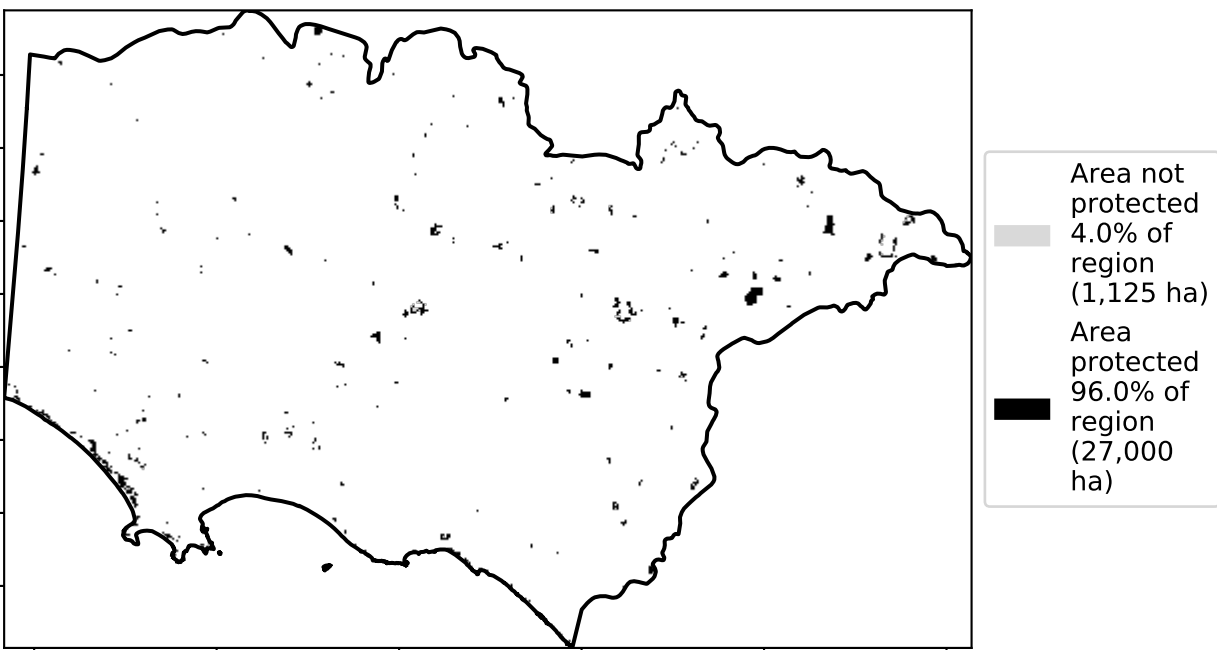 Area not
protected
4.0% of
region
(1,125 ha)
Area
protected
96.0% of
region
(27,000
ha)